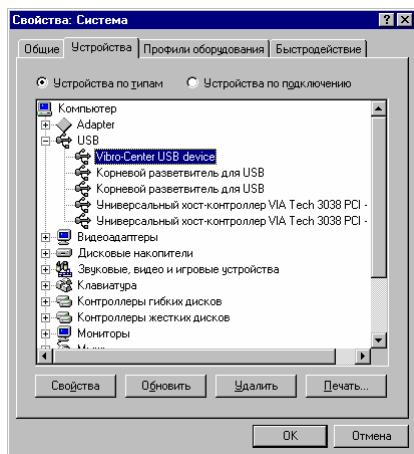 Свойства: Система
Общие Устройства Профили оборудования Быстродействие
Устройства по типам Устройства по подключению
Компьютер
Adapter
USB
Vibro-Center USB device
Корневой разветвитель для USB
Корневой разветвитель для USB
Универсальный хост-контроллер VIA Tech 3038 PCI -
Универсальный хост-контроллер VIA Tech 3038 PCI -
Видеоадаптеры
Дисковые накопители
Звуковые, видео и игровые устройства
Клавиатура
Контроллеры гибких дисков
Контроллеры жестких дисков
Мониторы
Свойства Обновить Удалить Печать...
OK Отмена